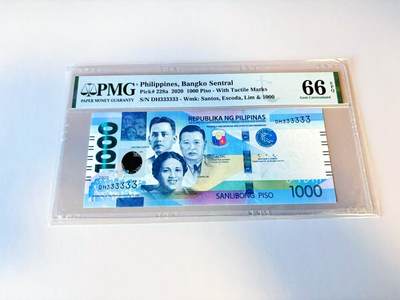 PMG
PAPER MONEY GUARANTY
Philippines, Bangko Sentral
Pick# 228a 2020 1000 Piso - With Tactile Marks
S/N DH333333 - Wmk: Santos, Escoda, Lim & 1000
66 EPQ
Gem Uncirculated
REPUBLIKA NG PILIPINAS
DH333333
1000
DH333333
SANLIBONG PISO
1000